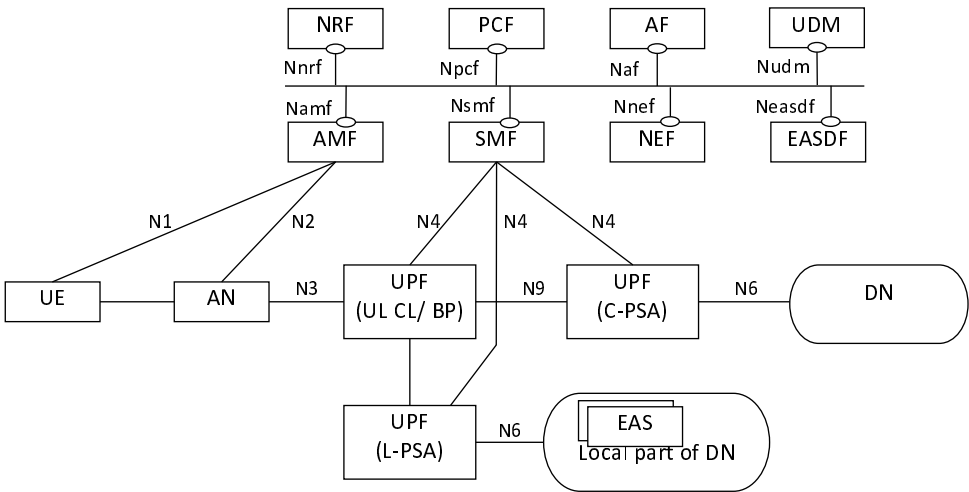 NRF
PCF
AF
UDM
Nnrf
Npcf
Naf
Nudm
Namf
Nsmf
Nnef
Neasdf
AMF
SMF
NEF
EASDF
N1
N2
N4
N4
N4
UE
AN
N3
UPF
(UL CL/ BP)
N9
UPF
(C-PSA)
N6
DN
UPF
(L-PSA)
N6
EAS
Local part of DN